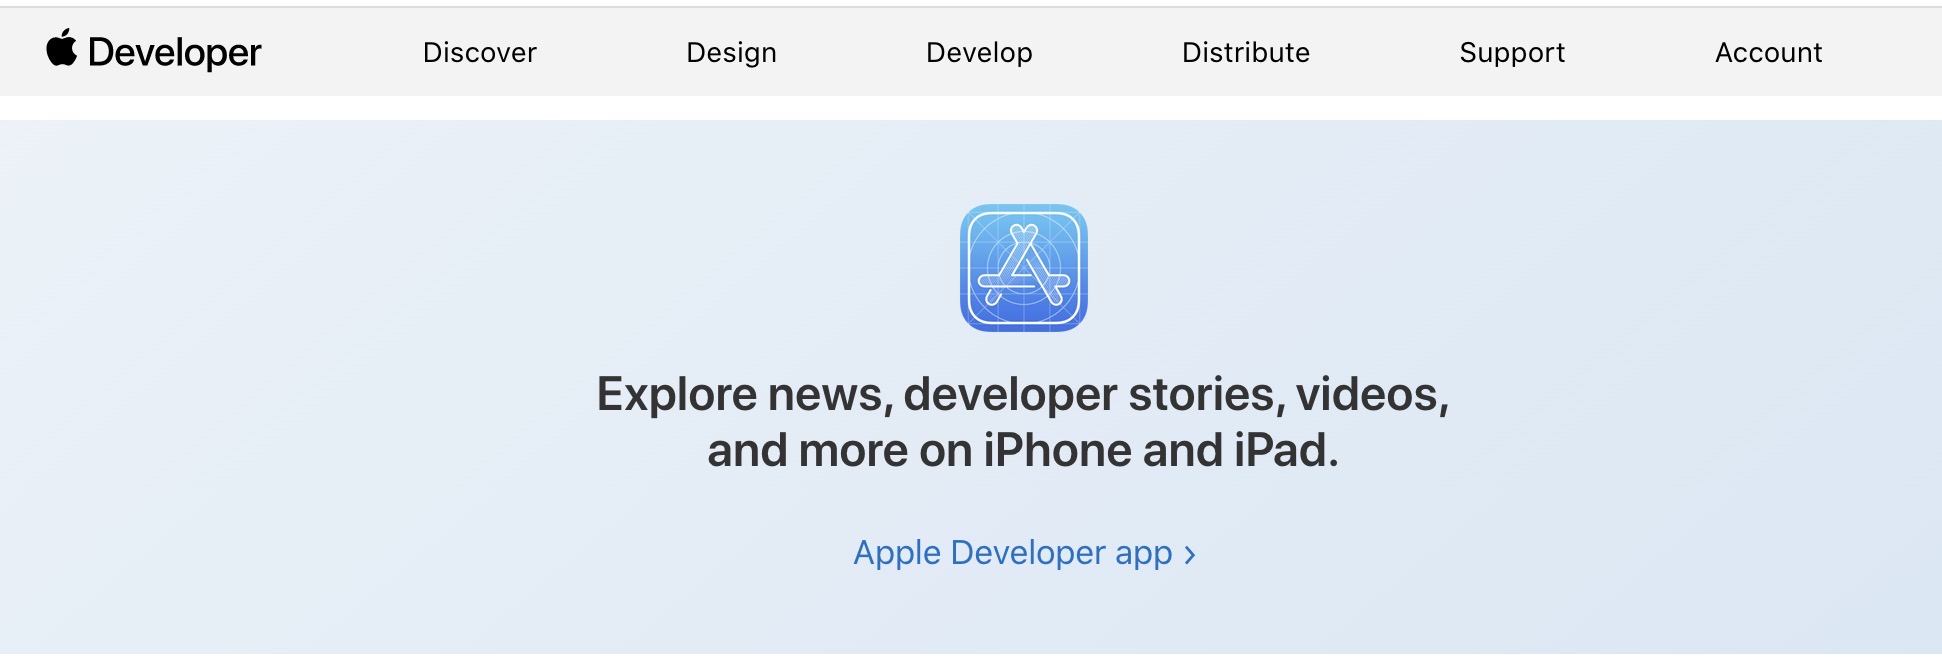 Developer Discover Design Develop Distribute Support Account
Explore news, developer stories, videos,
and more on iPhone and iPad.
Apple Developer app ›